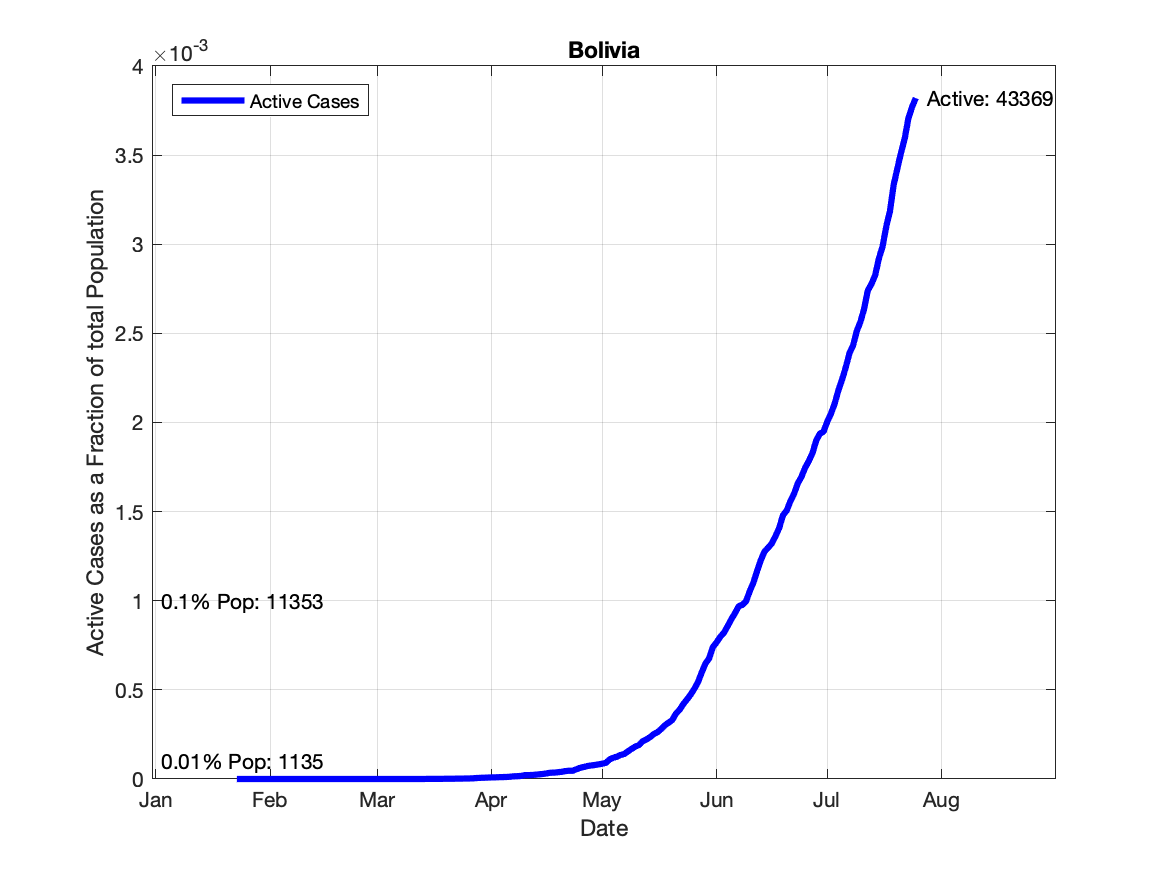 Bolivia
×10-3
Active Cases
Active: 43369
4
3.5
3
2.5
2
1.5
1
0.5
0
Active Cases as a Fraction of total Population
0.1% Pop: 11353
0.01% Pop: 1135
Jan Feb Mar Apr May Jun Jul Aug
Date